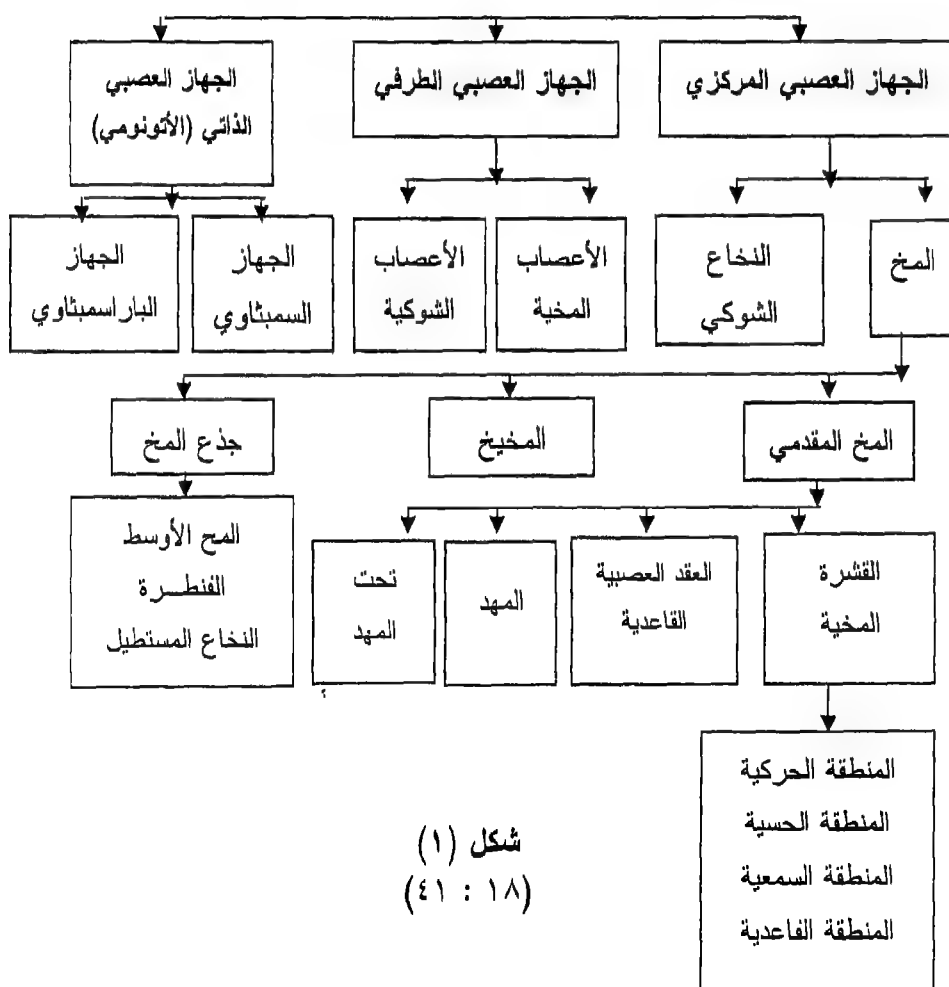 الجهاز العصبي المركزي
الجهاز العصبي الطرفي
الجهاز العصبي
الذاتي (الأتونومي)
المخ
النخاع
الشوكي
الأعصاب
المخية
الأعصاب
الشوكية
الجهاز
السمبثاوي
الجهاز
الباراسمبثاوي
المخ المقدمي
المخيخ
جذع المخ
القشرة
المخية
العقد العصبية
القاعدية
المهد
تحت
المهد
المح الأوسط
الفنطــرة
النخاع المستطيل
المنطقة الحركية
المنطقة الحسية
المنطقة السمعية
المنطقة الفاعدية
شكل (١)
(١٨ : ٤١)